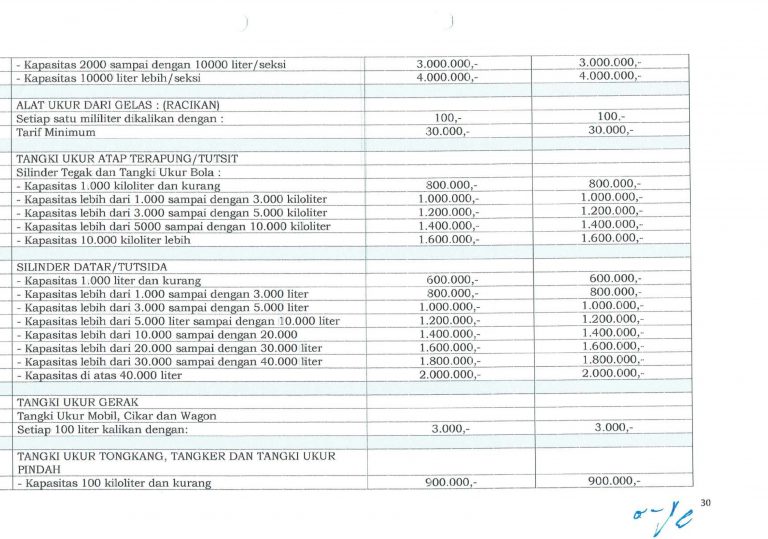 - Kapasitas 2000 sampai dengan 10000 liter/seksi 3.000.000,- 3.000.000,-
- Kapasitas 10000 liter lebih/seksi 4.000.000,- 4.000.000,-
ALAT UKUR DARI GELAS : (RACIKAN)
Setiap satu mililiter dikalikan dengan : 100,- 100.-
Tarif Minimum 30.000,- 30.000,-
TANGKI UKUR ATAP TERAPUNG/TUTSIT
Silinder Tegak dan Tangki Ukur Bola :
- Kapasitas 1.000 kiloliter dan kurang 800.000,- 800.000,-
- Kapasitas lebih dari 1.000 sampai dengan 3.000 kiloliter 1.000.000,- 1.000.000,-
- Kapasitas lebih dari 3.000 sampai dengan 5.000 kiloliter 1.200.000,- 1.200.000,-
- Kapasitas lebih dari 5000 sampai dengan 10.000 kiloliter 1.400.000,- 1.400.000,-
- Kapasitas 10.000 kiloliter lebih 1.600.000,- 1.600.000,-
SILINDER DATAR/TUTSIDA
- Kapasitas 1.000 liter dan kurang 600.000,- 600.000,-
- Kapasitas lebih dari 1.000 sampai dengan 3.000 liter 800.000,- 800.000,-
- Kapasitas lebih dari 3.000 sampai dengan 5.000 liter 1.000.000,- 1.000.000,-
- Kapasitas lebih dari 5.000 liter sampai dengan 10.000 liter 1.200.000,- 1.200.000,-
- Kapasitas lebih dari 10.000 sampai dengan 20.000 1.400.000,- 1.400.000,-
- Kapasitas lebih dari 20.000 sampai dengan 30.000 liter 1.600.000,- 1.600.000,-
- Kapasitas lebih dari 30.000 sampai dengan 40.000 liter 1.800.000,- 1.800.000,-
- Kapasitas di atas 40.000 liter 2.000.000,- 2.000.000,-
TANGKI UKUR GERAK
Tangki Ukur Mobil, Cikar dan Wagon
Setiap 100 liter kalikan dengan: 3.000,- 3.000,-
TANGKI UKUR TONGKANG, TANGKER DAN TANGKI UKUR
PINDAH
- Kapasitas 100 kiloliter dan kurang 900.000,- 900.000,-
30